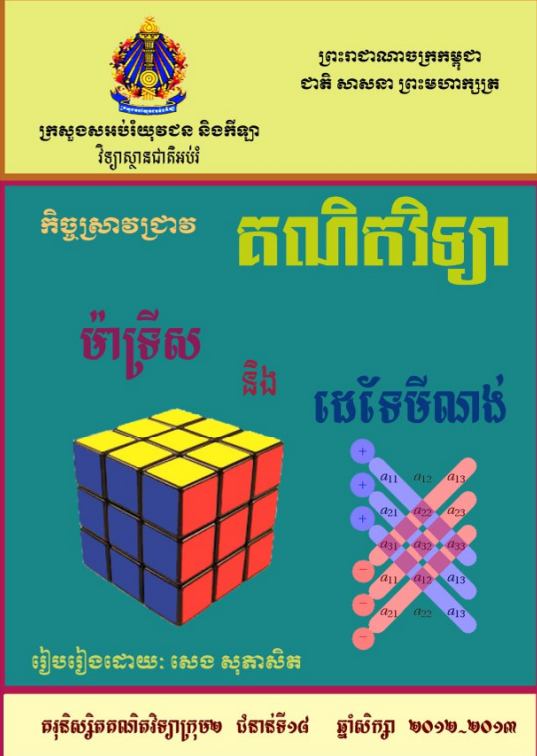 ព្រះរាជាណាចក្រកម្ពុជា
ជាតិ សាសនា ព្រះមហាក្សត្រ
ក្រសួងសអប់រំយុវជន និងកីឡា
វិទ្យាស្ថានជាតិអប់រំ
កិច្ចស្រាវជ្រាវ
គណិតវិទ្យា
ម៉ាទ្រីស
និង
ដេទែមីណង់
+ a11 a12 a13
+ a21 a22 a23
+ a31 a32 a33
− a11 a12 a13
− a21 a22 a13
−
រៀបរៀងដោយ: សេង សុភាសិត
គរុនិស្សិតគណិតវិទ្យាក្រុម២ ជំនាន់ទី១៨ ឆ្នាំសិក្សា ២០១២-២០១៣